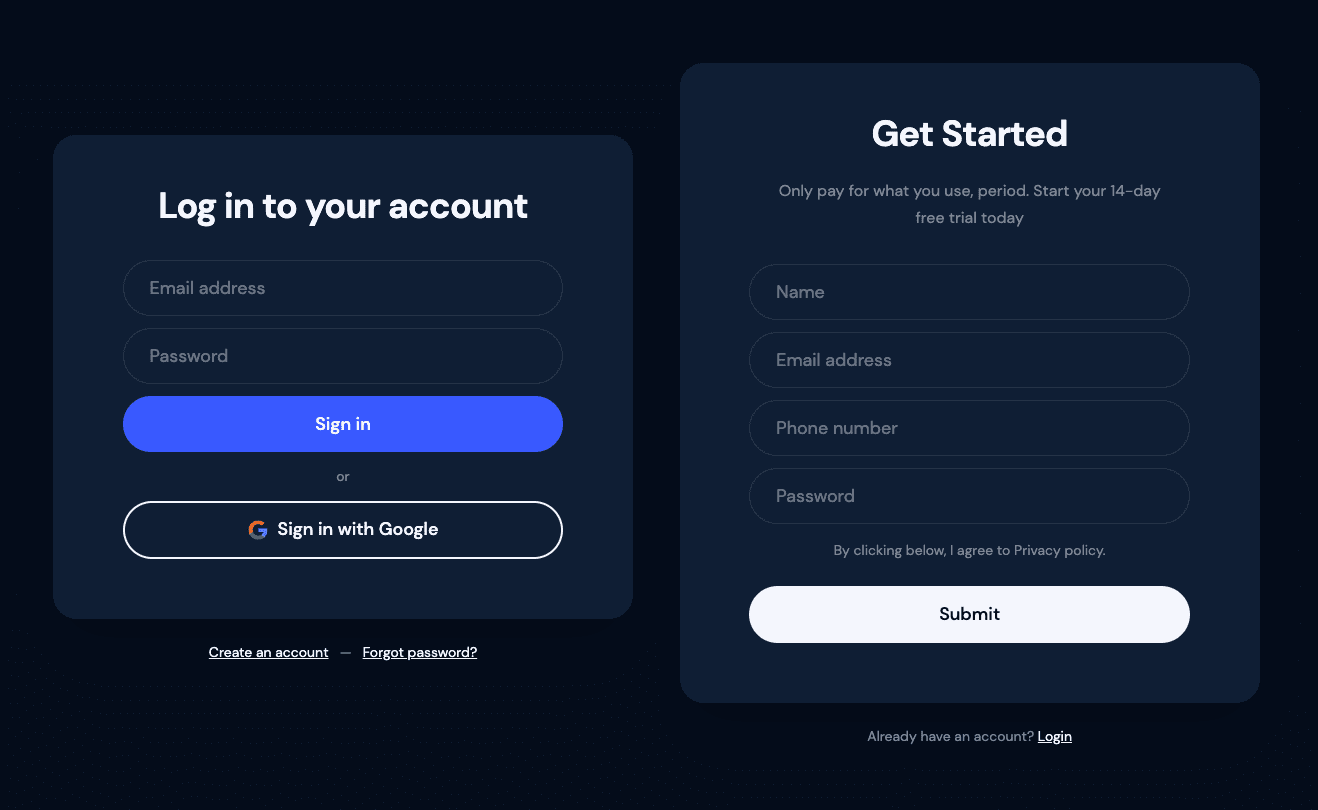 Log in to your account
Email address
Password
Sign in
or
Sign in with Google
Create an account — Forgot password?
Get Started
Only pay for what you use, period. Start your 14-day
free trial today
Name
Email address
Phone number
Password
By clicking below, I agree to Privacy policy.
Submit
Already have an account? Login